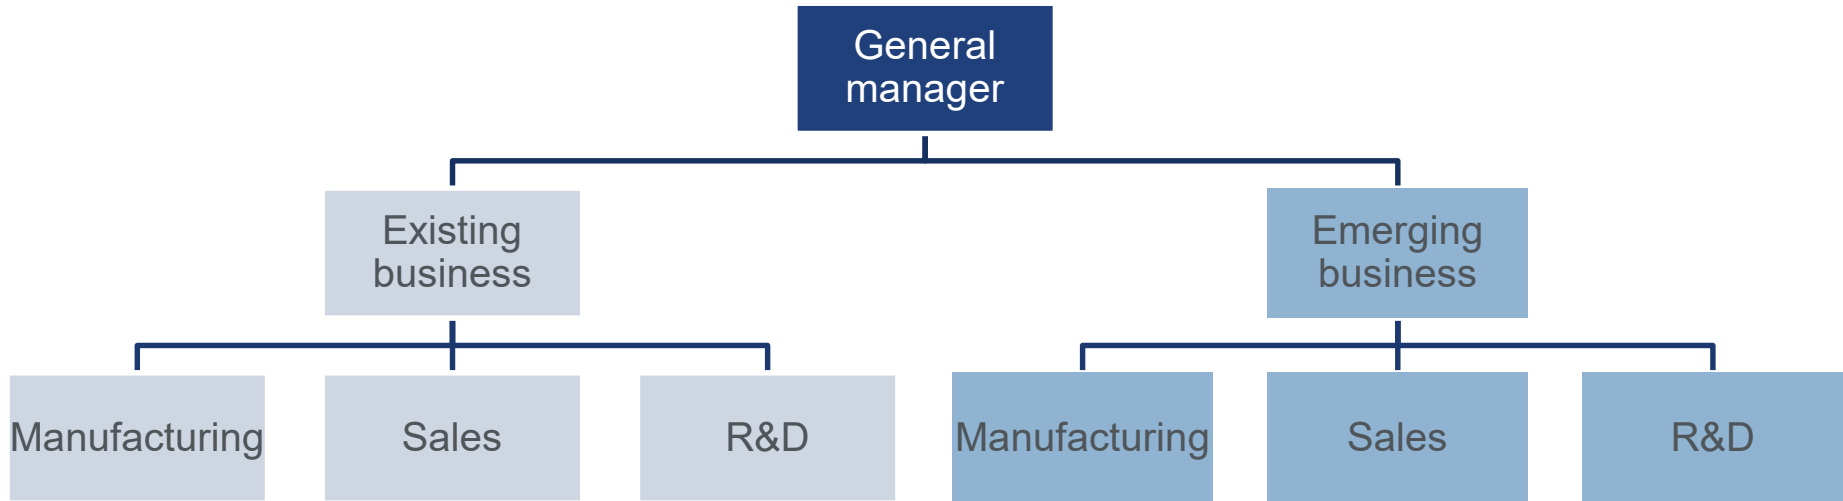 General
manager
Existing
business
Emerging
business
Manufacturing
Sales
R&D
Manufacturing
Sales
R&D